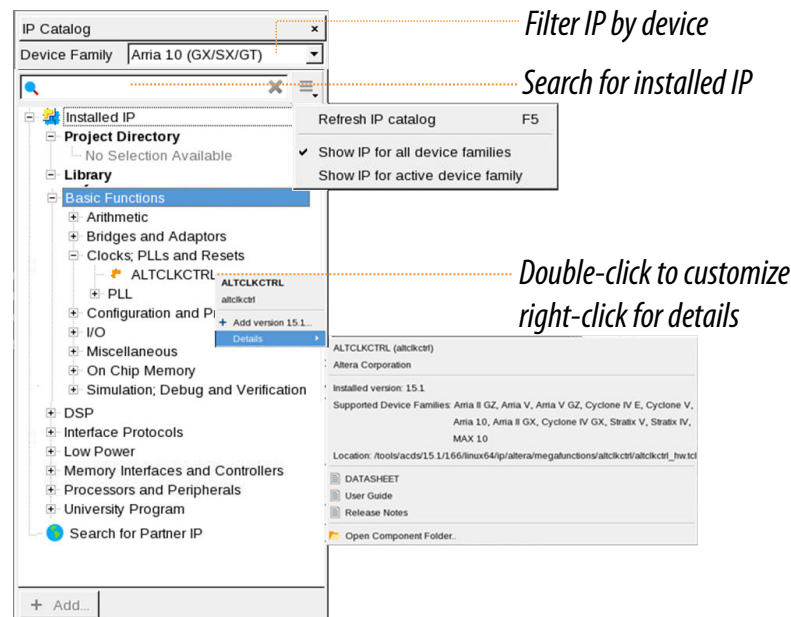 IP Catalog ×
Filter IP by device
Device Family Arria 10 (GX/SX/GT)
Search for installed IP
Installed IP
Project Directory
No Selection Available
Library
Basic Functions
Arithmetic
Bridges and Adaptors
Clocks; PLLs and Resets
ALTCLKCTRL
PLL
Configuration and P
I/O
Miscellaneous
On Chip Memory
Simulation; Debug and Verification
DSP
Interface Protocols
Low Power
Memory Interfaces and Controllers
Processors and Peripherals
University Program
Search for Partner IP
+ Add...
Refresh IP catalog F5
✓ Show IP for all device families
Show IP for active device family
Double-click to customize
right-click for details
ALTCLKCTRL
altclkctrl
+ Add version 15.1...
Details
ALTCLKCTRL (altclkctrl)
Altera Corporation
Installed version: 15.1
Supported Device Families: Arria II GZ, Arria V, Arria V GZ, Cyclone IV E, Cyclone V,
Arria 10, Arria II GX, Cyclone IV GX, Stratix V, Stratix IV,
MAX 10
Location: /tools/acds/15.1/166/linux64/ip/altera/megafunctions/altclkctrl/altclkctrl_hw.tcl
DATASHEET
User Guide
Release Notes
Open Component Folder..